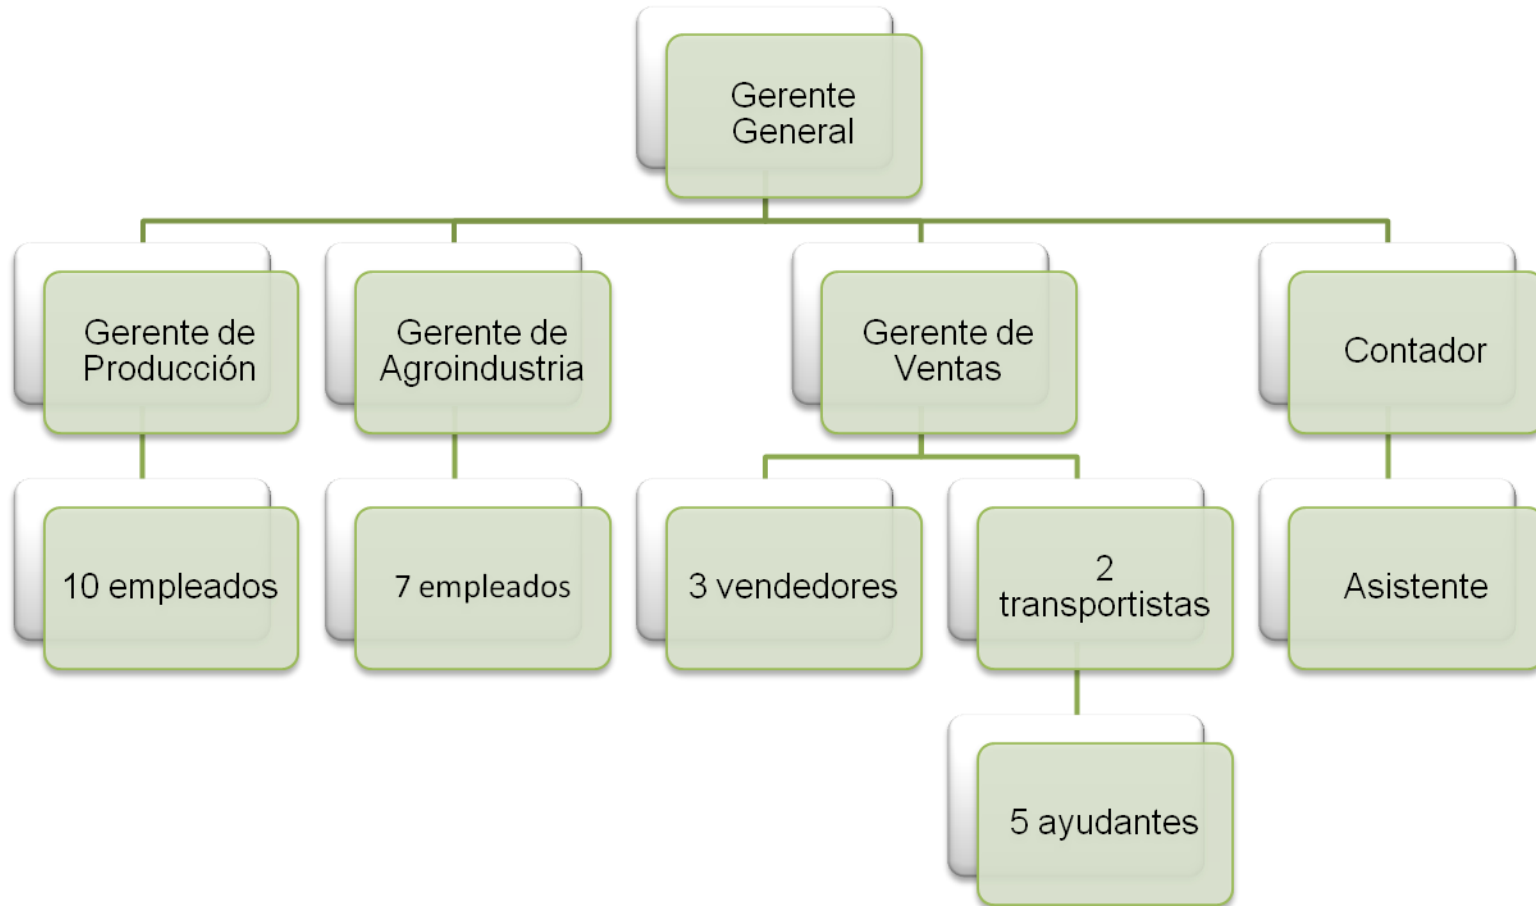 Gerente
General
Gerente de
Producción
Gerente de
Agroindustria
Gerente de
Ventas
Contador
10 empleados
7 empleados
3 vendedores
2
transportistas
Asistente
5 ayudantes